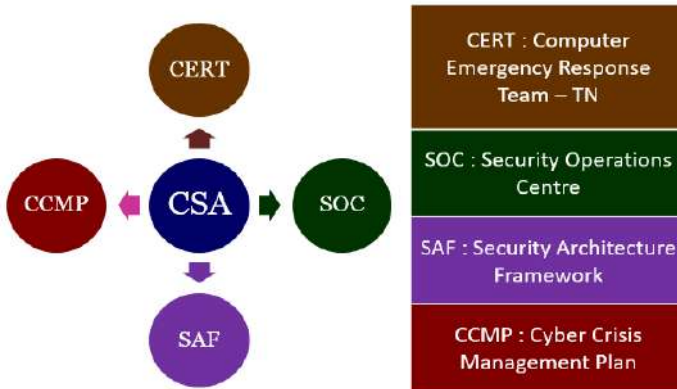 CERT
CCMP
CSA
SOC
SAF
CERT : Computer
Emergency Response
Team – TN
SOC : Security Operations
Centre
SAF : Security Architecture
Framework
CCMP : Cyber Crisis
Management Plan